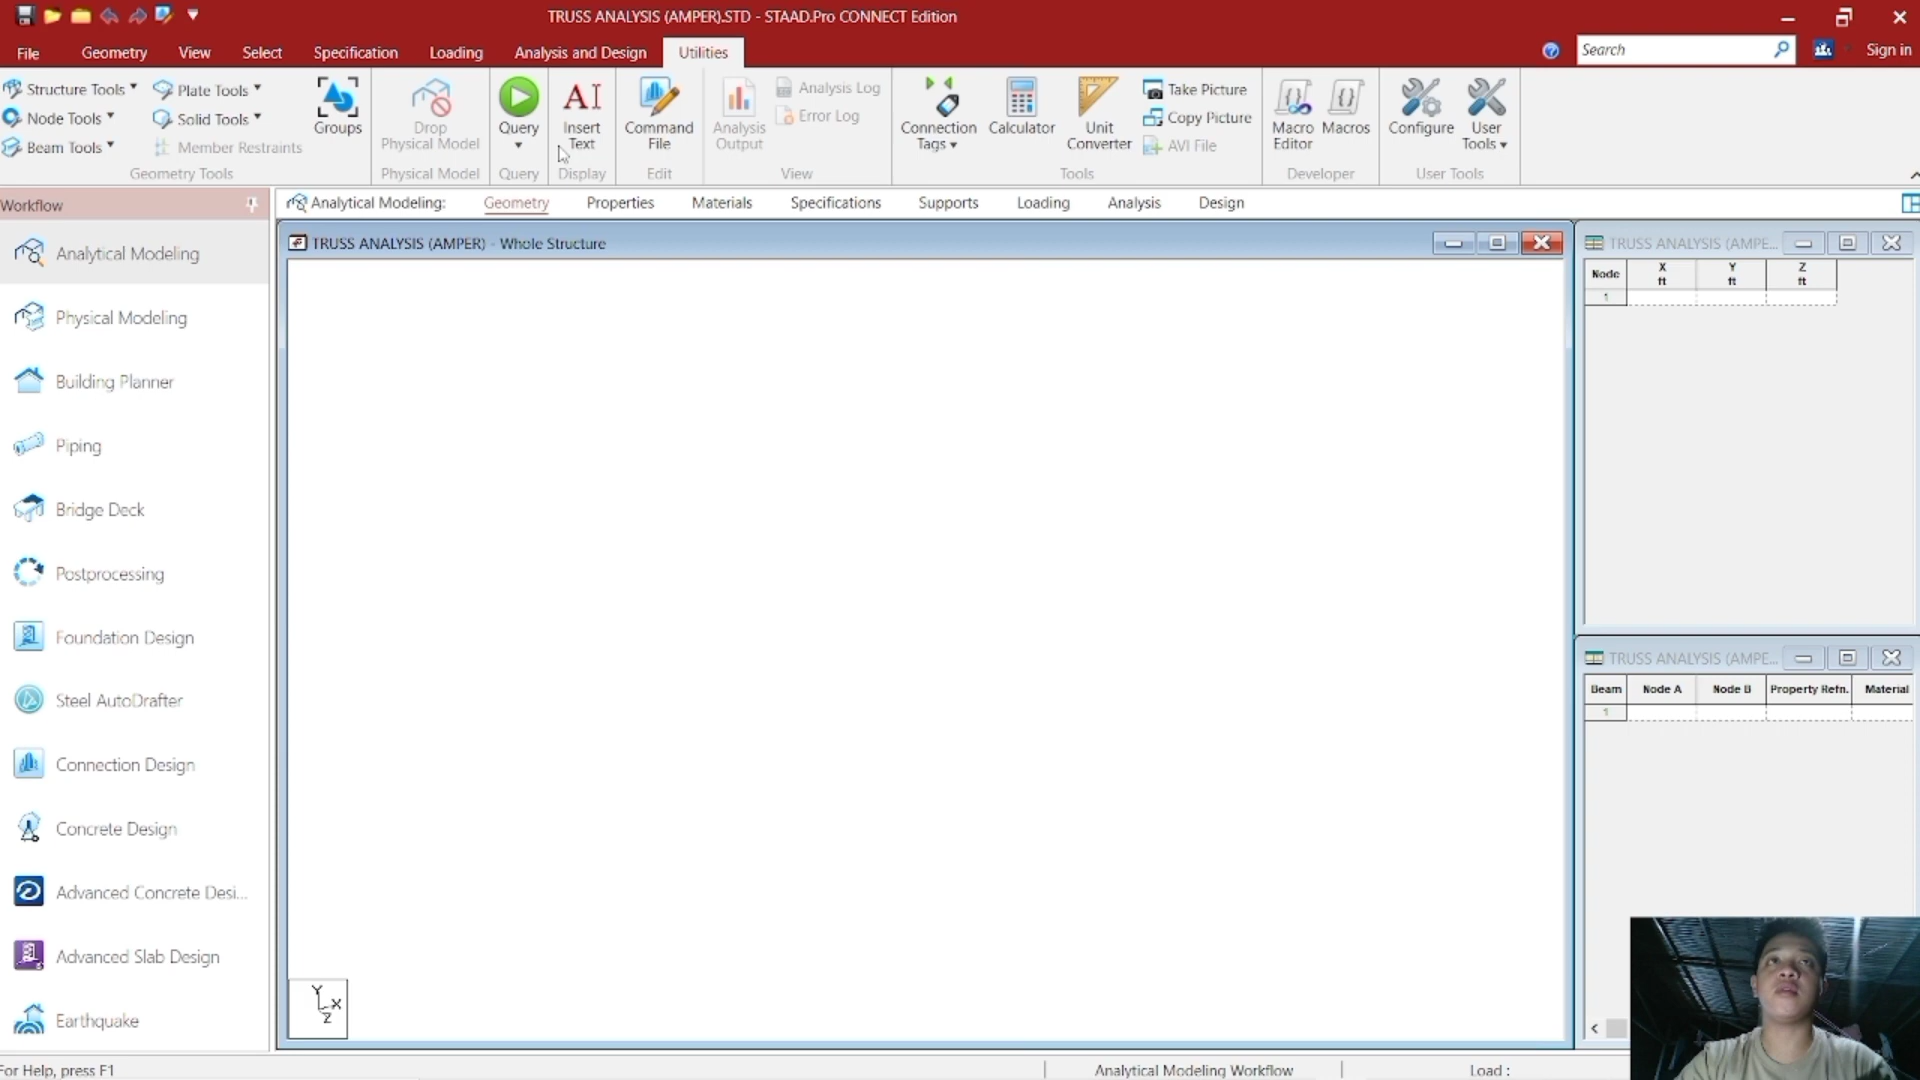 TRUSS ANALYSIS (AMPER).STD - STAAD.Pro CONNECT Edition
File Geometry View Select Specification Loading Analysis and Design Utilities Search Sign in
Structure Tools Plate Tools
Node Tools Solid Tools
Beam Tools Member Restraints
Groups
Geometry Tools
Drop Physical Model
Physical Model
Query
Query
Insert Text
Display
Command File
Edit
Analysis Output
Analysis Log
Error Log
View
Connection Tags
Calculator
Unit Converter
Take Picture
Copy Picture
AVI File
Tools
Macro Editor
Macros
Developer
Configure
User Tools
User Tools
Workflow
Analytical Modeling: Geometry Properties Materials Specifications Supports Loading Analysis Design
Analytical Modeling
Physical Modeling
Building Planner
Piping
Bridge Deck
Postprocessing
Foundation Design
Steel AutoDrafter
Connection Design
Concrete Design
Advanced Concrete Desi...
Advanced Slab Design
Earthquake
TRUSS ANALYSIS (AMPER) - Whole Structure
Y
X
Z
TRUSS ANALYSIS (AMPE...
Node X ft Y ft Z ft
1
TRUSS ANALYSIS (AMPE...
Beam Node A Node B Property Refn. Material
1
For Help, press F1
Analytical Modeling Workflow
Load :